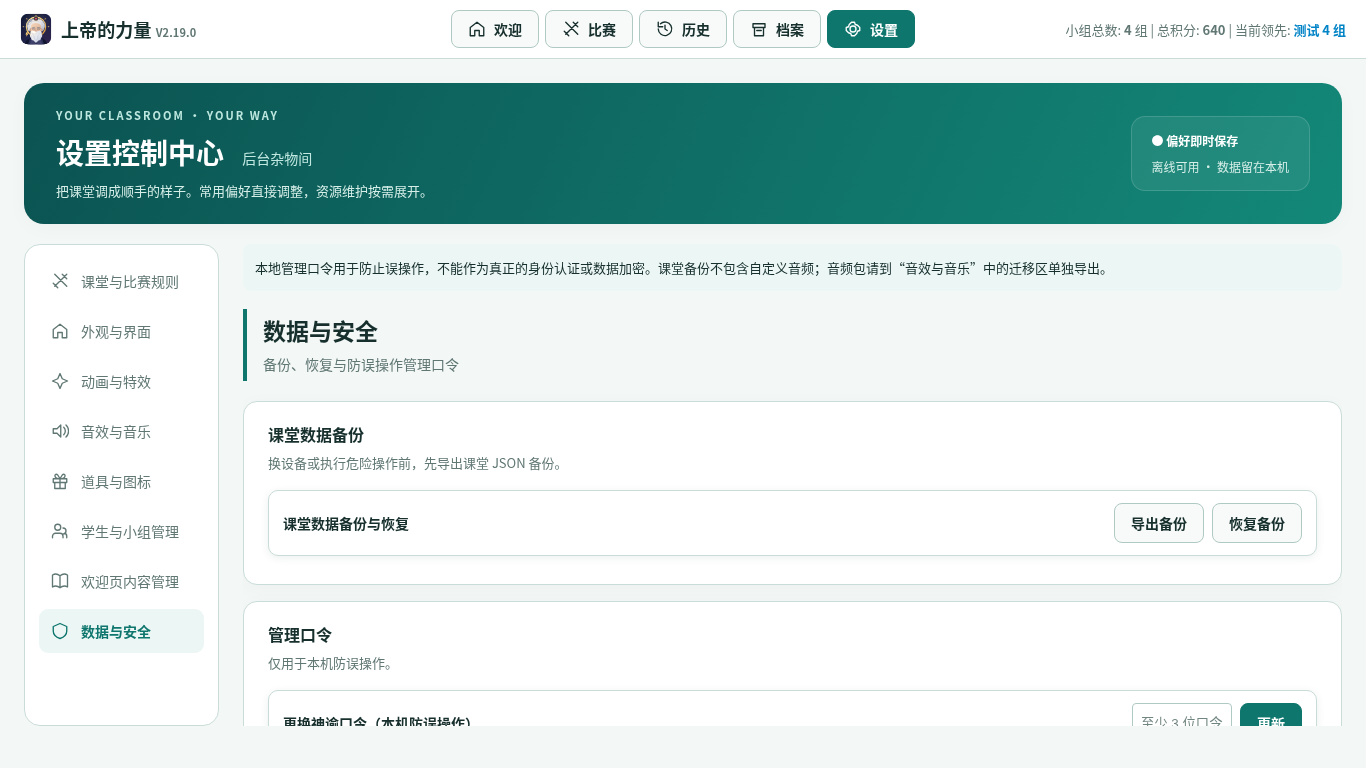 上帝的力量 V2.19.0
欢迎
比赛
历史
档案
设置
小组总数: 4 组 | 总积分: 640 | 当前领先: 测试 4 组
YOUR CLASSROOM · YOUR WAY
设置控制中心 后台杂物间
把课堂调成顺手的样子。常用偏好直接调整，资源维护按需展开。
偏好即时保存
离线可用 · 数据留在本机
课堂与比赛规则
外观与界面
动画与特效
音效与音乐
道具与图标
学生与小组管理
欢迎页内容管理
数据与安全
本地管理口令用于防止误操作，不能作为真正的身份认证或数据加密。课堂备份不包含自定义音频；音频包请到“音效与音乐”中的迁移区单独导出。
数据与安全
备份、恢复与防误操作管理口令
课堂数据备份
换设备或执行危险操作前，先导出课堂 JSON 备份。
课堂数据备份与恢复
导出备份
恢复备份
管理口令
仅用于本机防误操作。
更换神谕口令（本机防误操作）
至少 3 位口令
更新